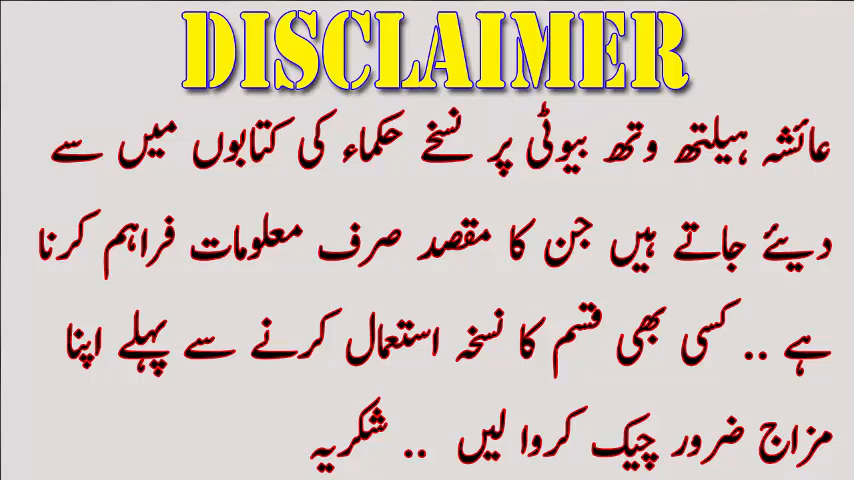 DISCLAIMER
عائشہ ہیلتھ وتھ بیوٹی پر نسخے حکماء کی کتابوں میں سے
دیئے جاتے ہیں جن کا مقصد صرف معلومات فراہم کرنا
ہے .. کسی بھی قسم کا نسخہ استعمال کرنے سے پہلے اپنا
مزاج ضرور چیک کروا لیں .. شکریہ